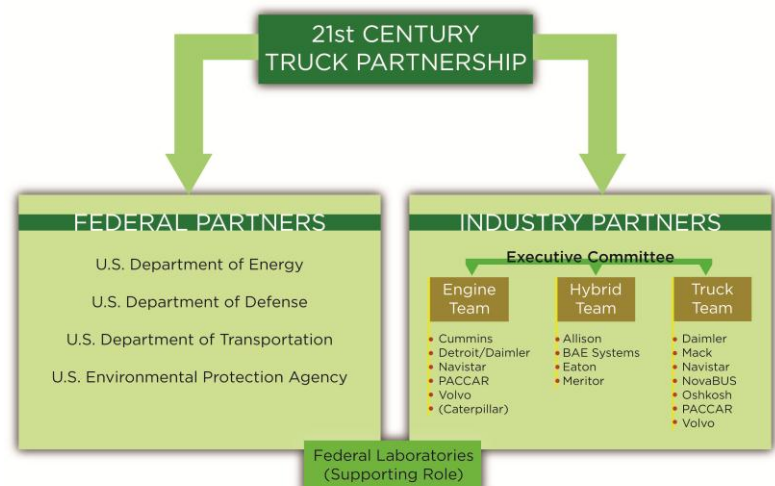 21st CENTURY
TRUCK PARTNERSHIP
FEDERAL PARTNERS
U.S. Department of Energy
U.S. Department of Defense
U.S. Department of Transportation
U.S. Environmental Protection Agency
INDUSTRY PARTNERS
Executive Committee
Engine
Team
Cummins
Detroit/Daimler
Navistar
PACCAR
Volvo
(Caterpillar)
Hybrid
Team
Allison
BAE Systems
Eaton
Meritor
Truck
Team
Daimler
Mack
Navistar
NovaBUS
Oshkosh
PACCAR
Volvo
Federal Laboratories
(Supporting Role)